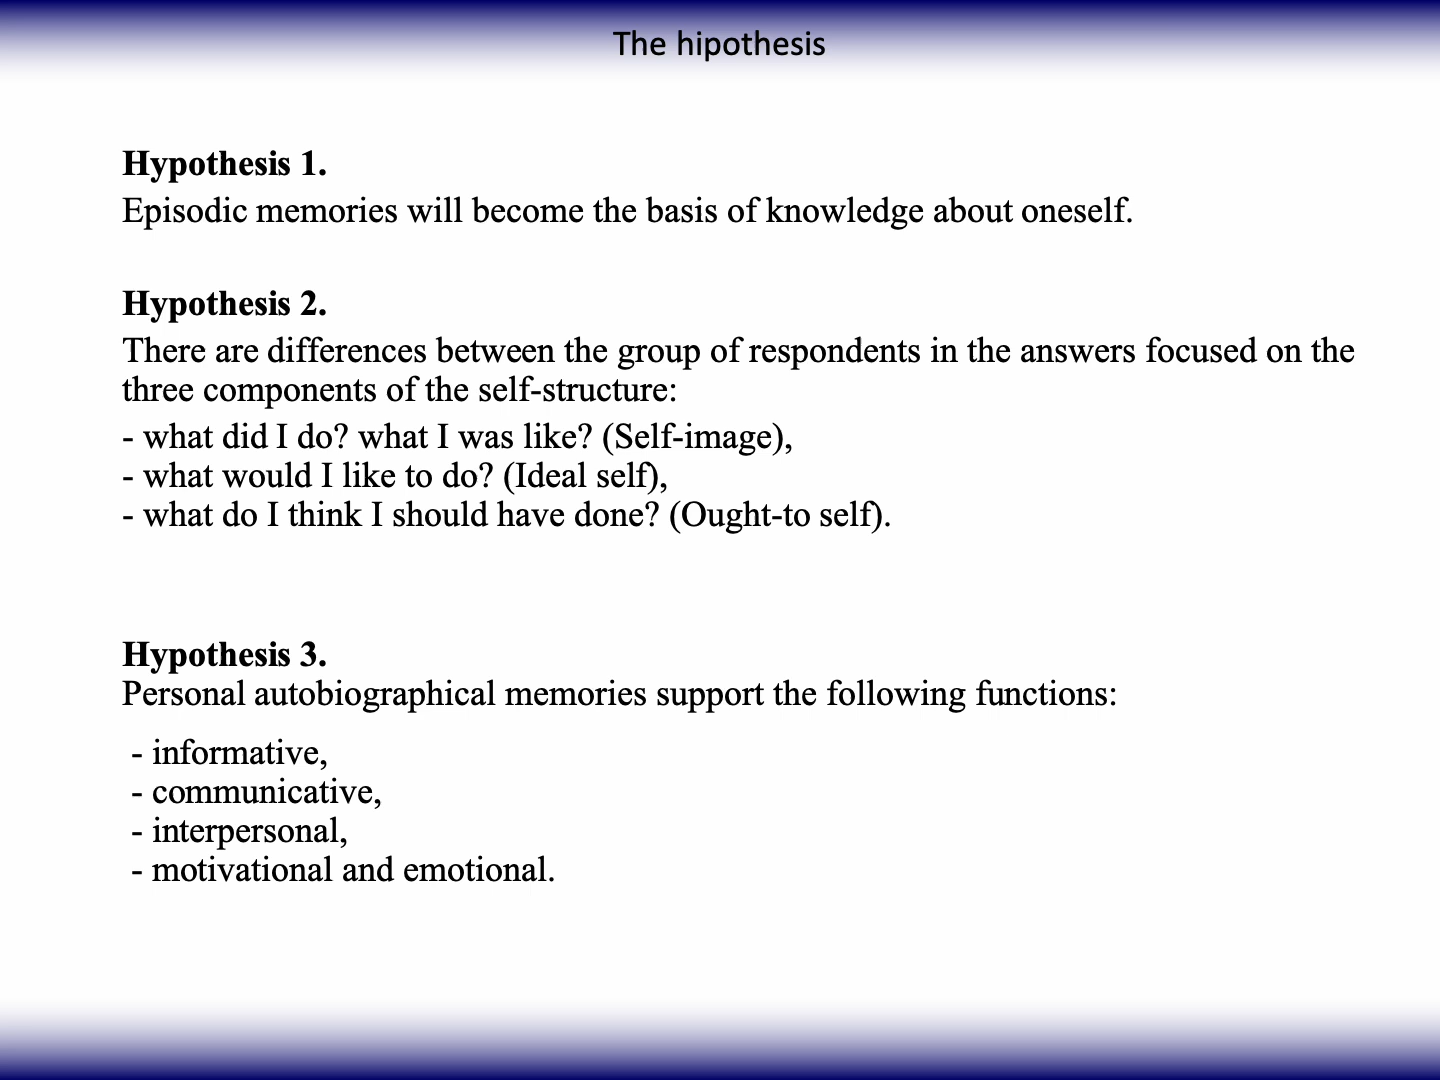 The hipothesis
Hypothesis 1.
Episodic memories will become the basis of knowledge about oneself.
Hypothesis 2.
There are differences between the group of respondents in the answers focused on the
three components of the self-structure:
- what did I do? what I was like? (Self-image),
- what would I like to do? (Ideal self),
- what do I think I should have done? (Ought-to self).
Hypothesis 3.
Personal autobiographical memories support the following functions:
- informative,
- communicative,
- interpersonal,
- motivational and emotional.